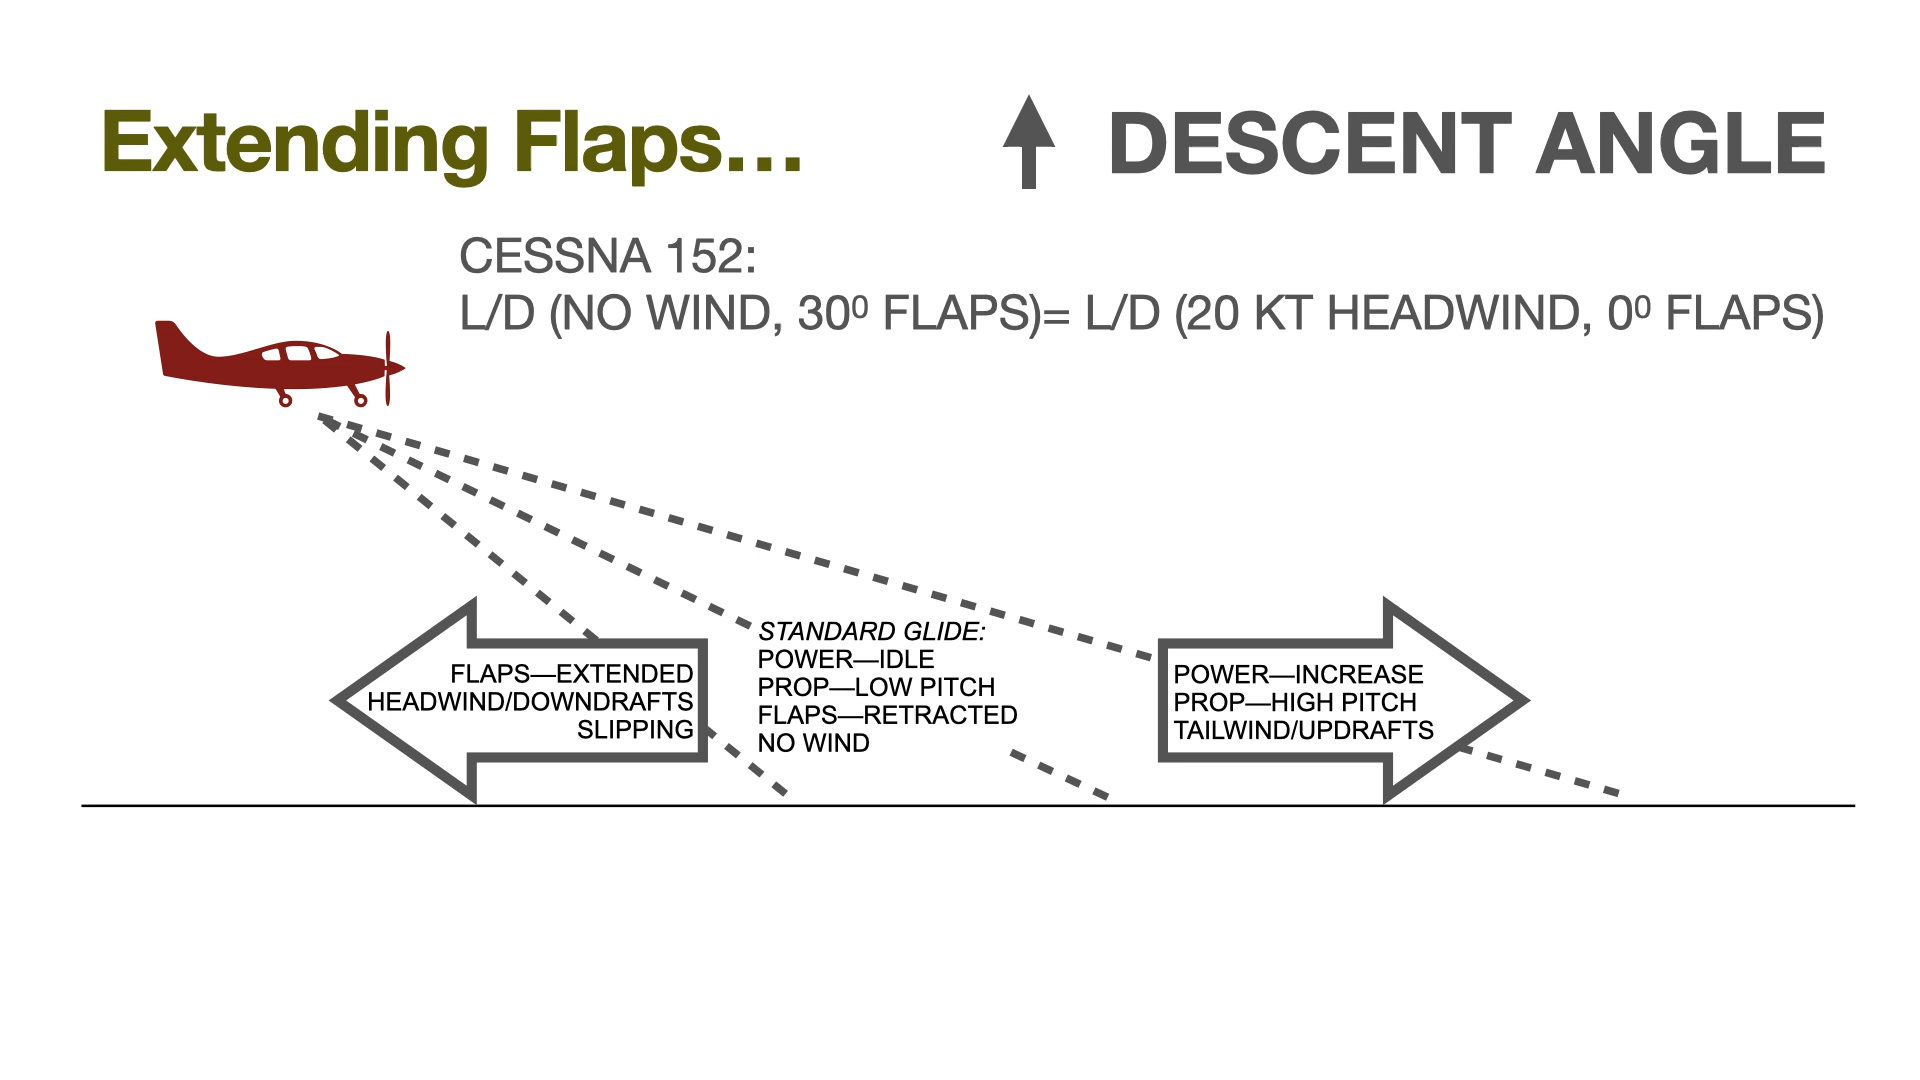 Extending Flaps…
DESCENT ANGLE
CESSNA 152:
L/D (NO WIND, 30⁰ FLAPS)= L/D (20 KT HEADWIND, 0⁰ FLAPS)
FLAPS—EXTENDED
HEADWIND/DOWNDRAFTS
SLIPPING
STANDARD GLIDE:
POWER—IDLE
PROP—LOW PITCH
FLAPS—RETRACTED
NO WIND
POWER—INCREASE
PROP—HIGH PITCH
TAILWIND/UPDRAFTS